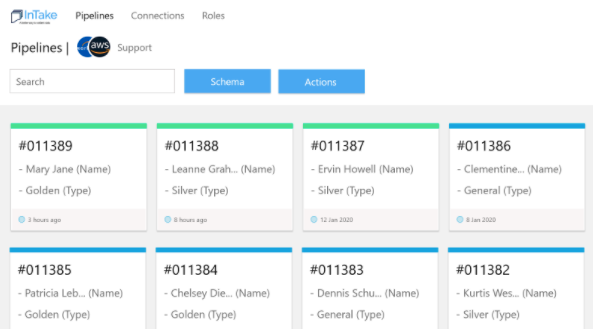 InTake
Pipelines Connections Roles
Pipelines | aws Support
Search Schema Actions
#011389 #011388 #011387 #011386
- Mary Jane (Name) - Leanne Grah... (Name) - Ervin Howell (Name) - Clementine... (Name)
- Golden (Type) - Silver (Type) - Silver (Type) - General (Type)
3 hours ago 8 hours ago 12 Jan 2020 8 Jan 2020
#011385 #011384 #011383 #011382
- Patricia Leb... (Name) - Chelsey Die... (Name) - Dennis Schu... (Name) - Kurtis Wes... (Name)
- Golden (Type) - Golden (Type) - General (Type) - Silver (Type)